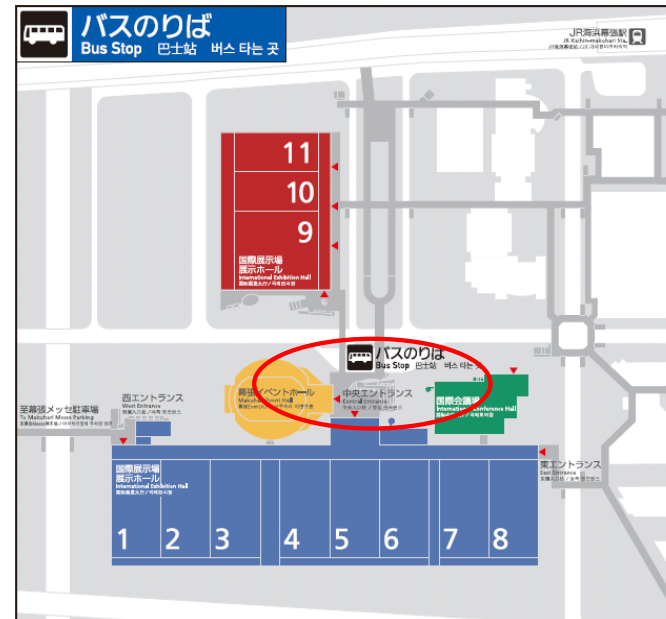 バスのりば
Bus Stop 巴士站 버스 타는 곳
JR海浜幕張駅
JR Kaihin-makuhari Sta.
11
10
9
国際展示場
展示ホール
International Exhibition Hall
バスのりば
Bus Stop 巴士站 버스 타는 곳
幕張イベントホール
Makuhari Event Hall
中央エントランス
Central Entrance
国際会議場
International Conference Hall
西エントランス
West Entrance
至幕張メッセ駐車場
To Makuhari Messe Parking
東エントランス
East Entrance
国際展示場
展示ホール
International Exhibition Hall
1 2 3 4 5 6 7 8